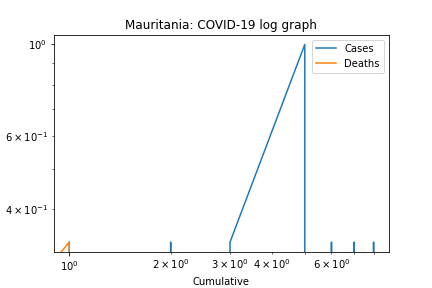 Mauritania: COVID-19 log graph
Cases
Deaths
10⁰
6 × 10⁻¹
4 × 10⁻¹
10⁰ 2 × 10⁰ 3 × 10⁰ 4 × 10⁰ 6 × 10⁰
Cumulative